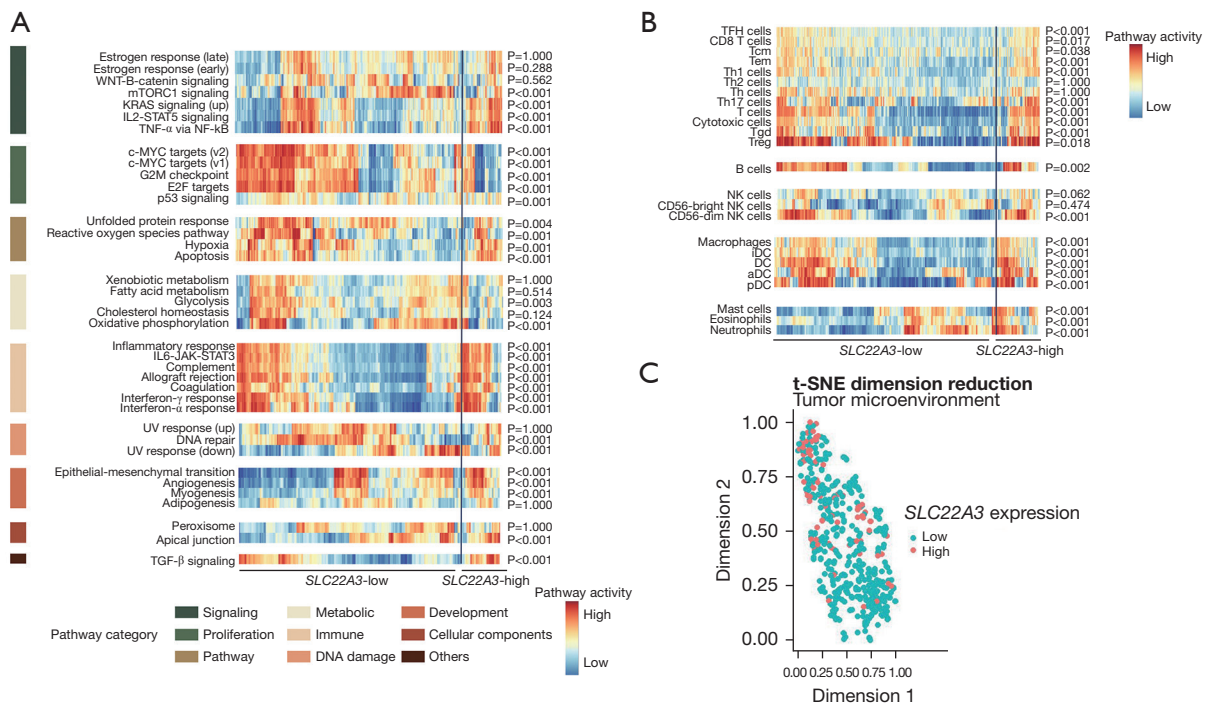 A
Estrogen response (late) P=1.000
Estrogen response (early) P=0.288
WNT-B-catenin signaling P=0.562
mTORC1 signaling P<0.001
KRAS signaling (up) P<0.001
IL2-STAT5 signaling P<0.001
TNF-α via NF-kB P<0.001
c-MYC targets (v2) P<0.001
c-MYC targets (v1) P<0.001
G2M checkpoint P<0.001
E2F targets P<0.001
p53 signaling P=0.001
Unfolded protein response P=0.004
Reactive oxygen species pathway P=0.001
Hypoxia P=0.001
Apoptosis P<0.001
Xenobiotic metabolism P=1.000
Fatty acid metabolism P=0.514
Glycolysis P=0.003
Cholesterol homeostasis P=0.124
Oxidative phosphorylation P<0.001
Inflammatory response P<0.001
IL6-JAK-STAT3 P<0.001
Complement P<0.001
Allograft rejection P<0.001
Coagulation P<0.001
Interferon-γ response P<0.001
Interferon-α response P<0.001
UV response (up) P=1.000
DNA repair P<0.001
UV response (down) P<0.001
Epithelial-mesenchymal transition P<0.001
Angiogenesis P<0.001
Myogenesis P<0.001
Adipogenesis P=1.000
Peroxisome P=1.000
Apical junction P<0.001
TGF-β signaling P<0.001
SLC22A3-low SLC22A3-high
Pathway category
Signaling
Proliferation
Pathway
Metabolic
Immune
DNA damage
Development
Cellular components
Others
Pathway activity
High
Low
B
TFH cells P<0.001
CD8 T cells P=0.017
Tcm P=0.038
Tem P<0.001
Th1 cells P<0.001
Th2 cells P=1.000
Th cells P=1.000
Th17 cells P<0.001
T cells P<0.001
Cytotoxic cells P<0.001
Tgd P<0.001
Treg P=0.018
B cells P=0.002
NK cells P=0.062
CD56-bright NK cells P=0.474
CD56-dim NK cells P<0.001
Macrophages P<0.001
iDC P<0.001
DC P<0.001
aDC P<0.001
pDC P<0.001
Mast cells P<0.001
Eosinophils P<0.001
Neutrophils P<0.001
SLC22A3-low SLC22A3-high
Pathway activity
High
Low
C
t-SNE dimension reduction
Tumor microenvironment
Dimension 2
1.00
0.75
0.50
0.25
0.00
0.00 0.25 0.50 0.75 1.00
Dimension 1
SLC22A3 expression
Low
High